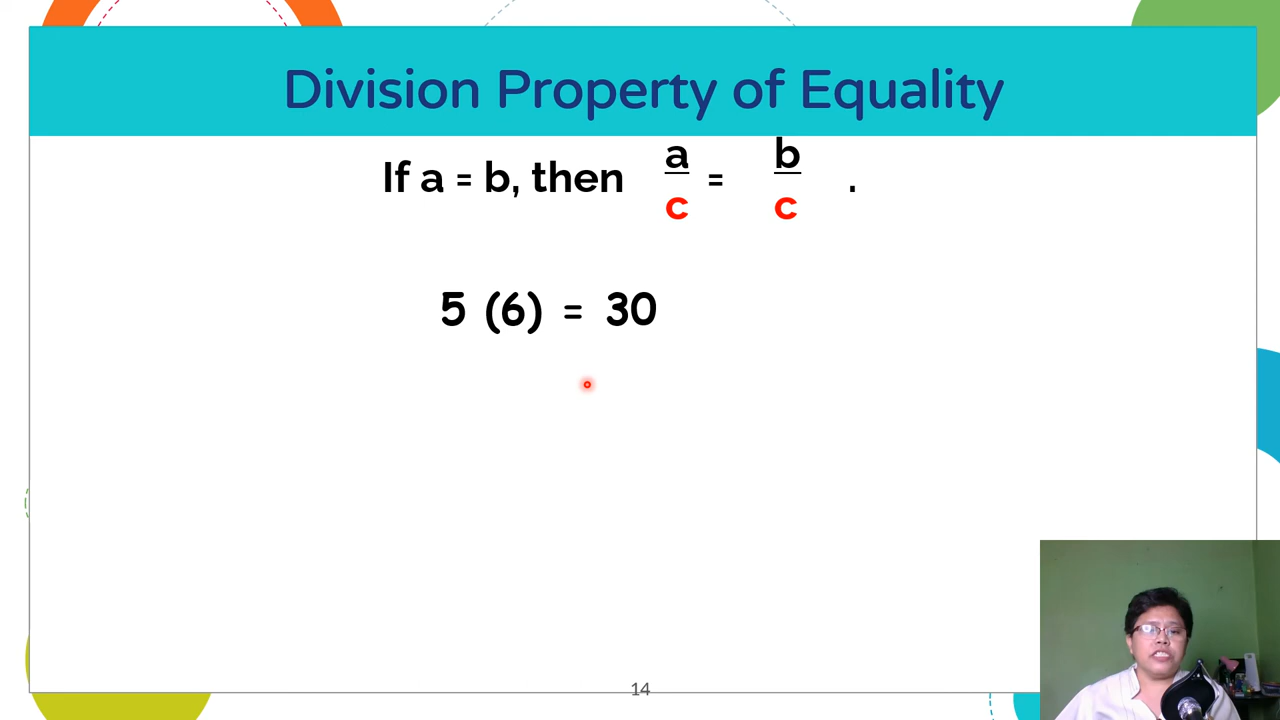 Division Property of Equality
If a = b, then a/c = b/c .
5 (6) = 30
14